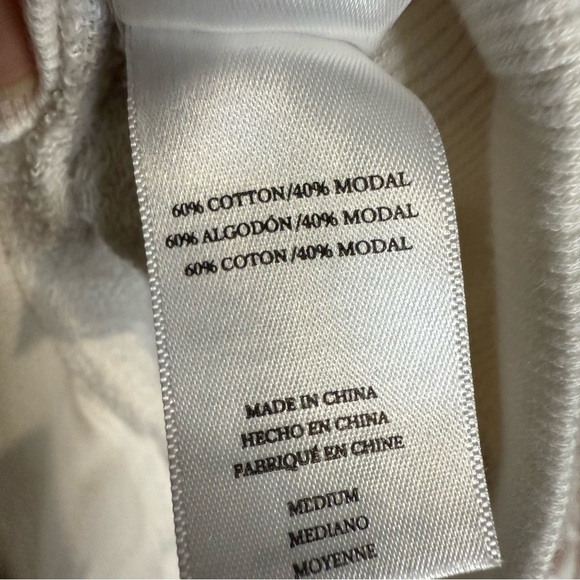 60% COTTON/40% MODAL
60% ALGODÓN/40% MODAL
60% COTON/40% MODAL
MADE IN CHINA
HECHO EN CHINA
FABRIQUÉ EN CHINE
MEDIUM
MEDIANO
MOYENNE